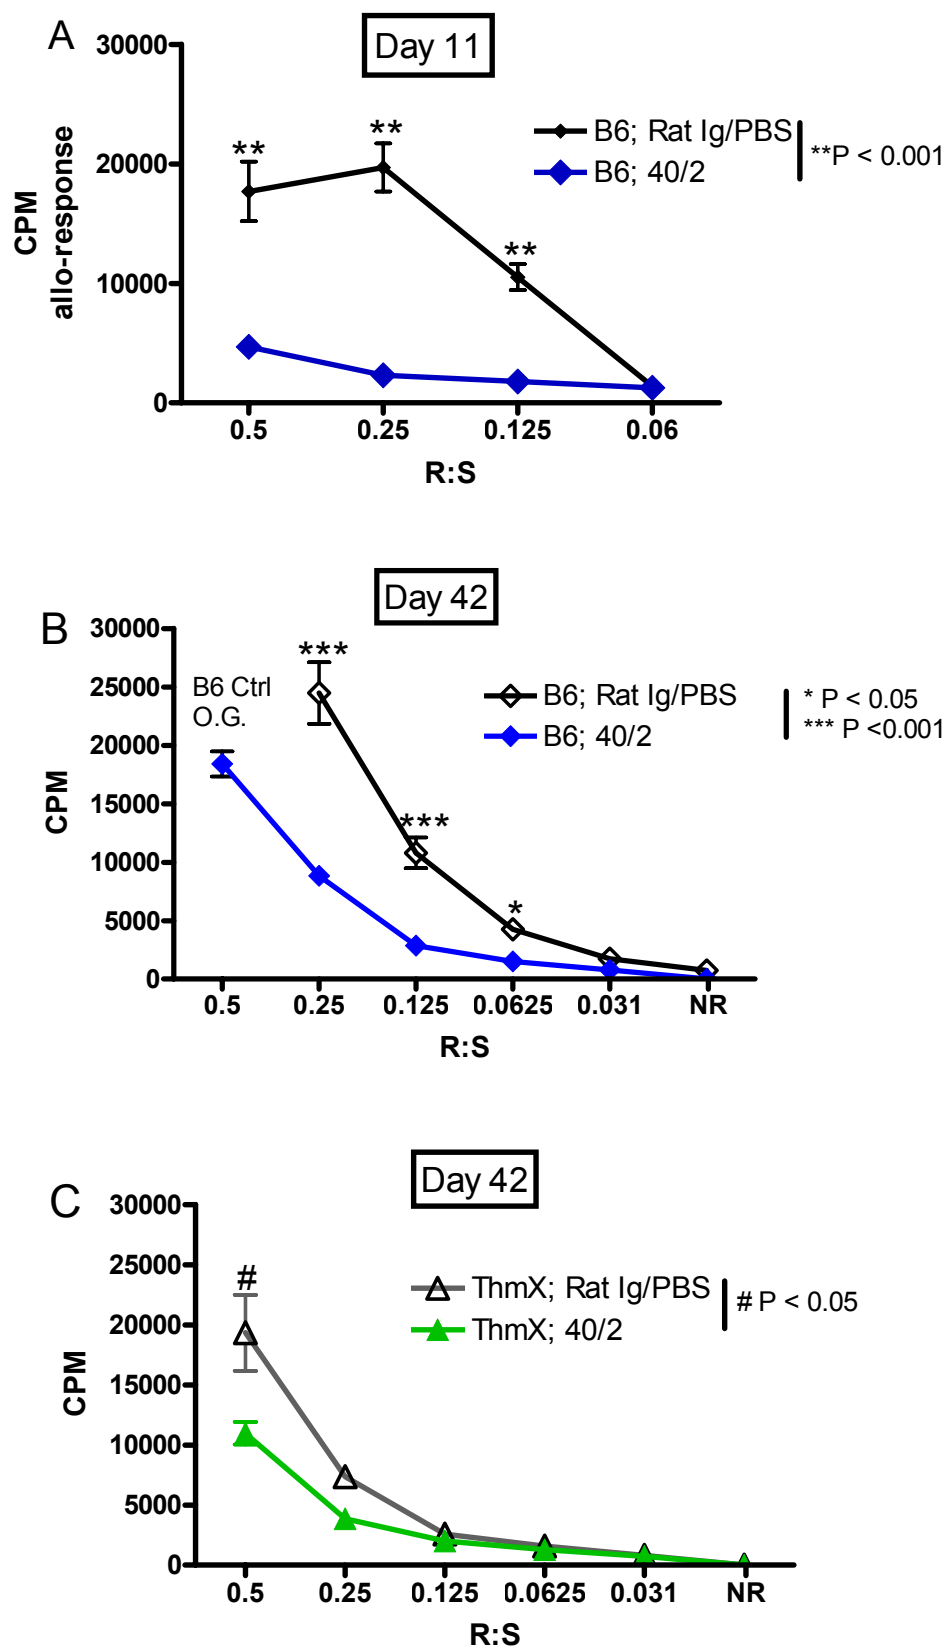 A
Day 11
30000
20000
10000
0
CPM
allo-response
**
**
**
B6; Rat Ig/PBS
B6; 40/2
**P < 0.001
0.5
0.25
0.125
0.06
R:S
B
Day 42
30000
25000
20000
15000
10000
5000
0
CPM
B6 Ctrl
O.G.
***
***
*
B6; Rat Ig/PBS
B6; 40/2
* P < 0.05
*** P <0.001
0.5
0.25
0.125
0.0625
0.031
NR
R:S
C
Day 42
30000
25000
20000
15000
10000
5000
0
CPM
#
ThmX; Rat Ig/PBS
ThmX; 40/2
# P < 0.05
0.5
0.25
0.125
0.0625
0.031
NR
R:S